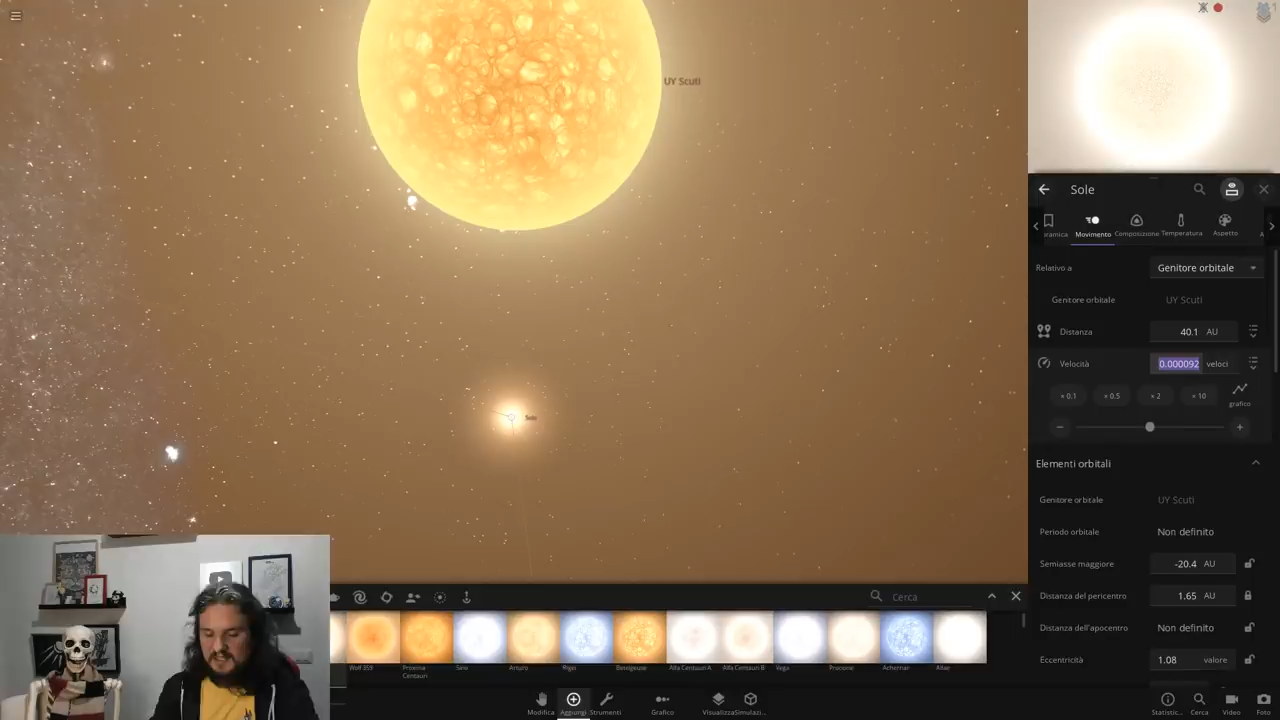 UY Scuti
Sole
Sole
Movimento
Composizione
Temperatura
Aspetto
Relativo a
Genitore orbitale
Genitore orbitale
UY Scuti
Distanza
40.1 AU
Velocità
0.000092 veloci
× 0.1
× 0.5
× 2
× 10
grafico
Elementi orbitali
Genitore orbitale
UY Scuti
Periodo orbitale
Non definito
Semiasse maggiore
-20.4 AU
Distanza del pericentro
1.65 AU
Distanza dell'apocentro
Non definito
Eccentricità
1.08 valore
Cerca
Wolf 359
Proxima
Centauri
Sirio
Arturo
Rigio
Betelgeuse
Alfa Centauri A
Alfa Centauri B
Vega
Procione
Achernar
Altair
Modifica
Aggiungi
Strumenti
Grafico
Visualizza
Simulazi...
Statistic...
Cerca
Video
Foto